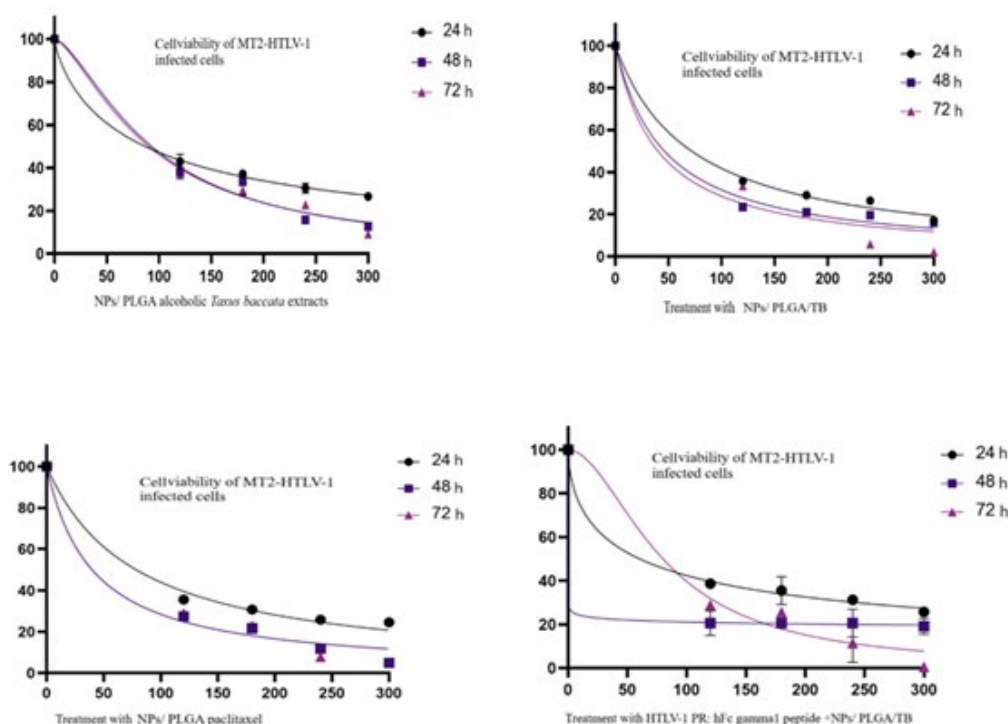 Cellviability of MT2-HTLV-1
infected cells
24 h
48 h
72 h
100
80
60
40
20
0
0 50 100 150 200 250 300
NPs/ PLGA alcoholic Taxus baccata extracts
Cellviability of MT2-HTLV-1
infected cells
24 h
48 h
72 h
100
80
60
40
20
0
0 50 100 150 200 250 300
Treatment with NPs/ PLGA/TB
Cellviability of MT2-HTLV-1
infected cells
24 h
48 h
72 h
100
80
60
40
20
0
0 50 100 150 200 250 300
Treatment with NPs/ PLGA paclitaxel
Cellviability of MT2-HTLV-1
infected cells
24 h
48 h
72 h
100
80
60
40
20
0
0 50 100 150 200 250 300
Treatment with HTLV-1 PR: hFc gamma1 peptide +NPs/ PLGA/TB